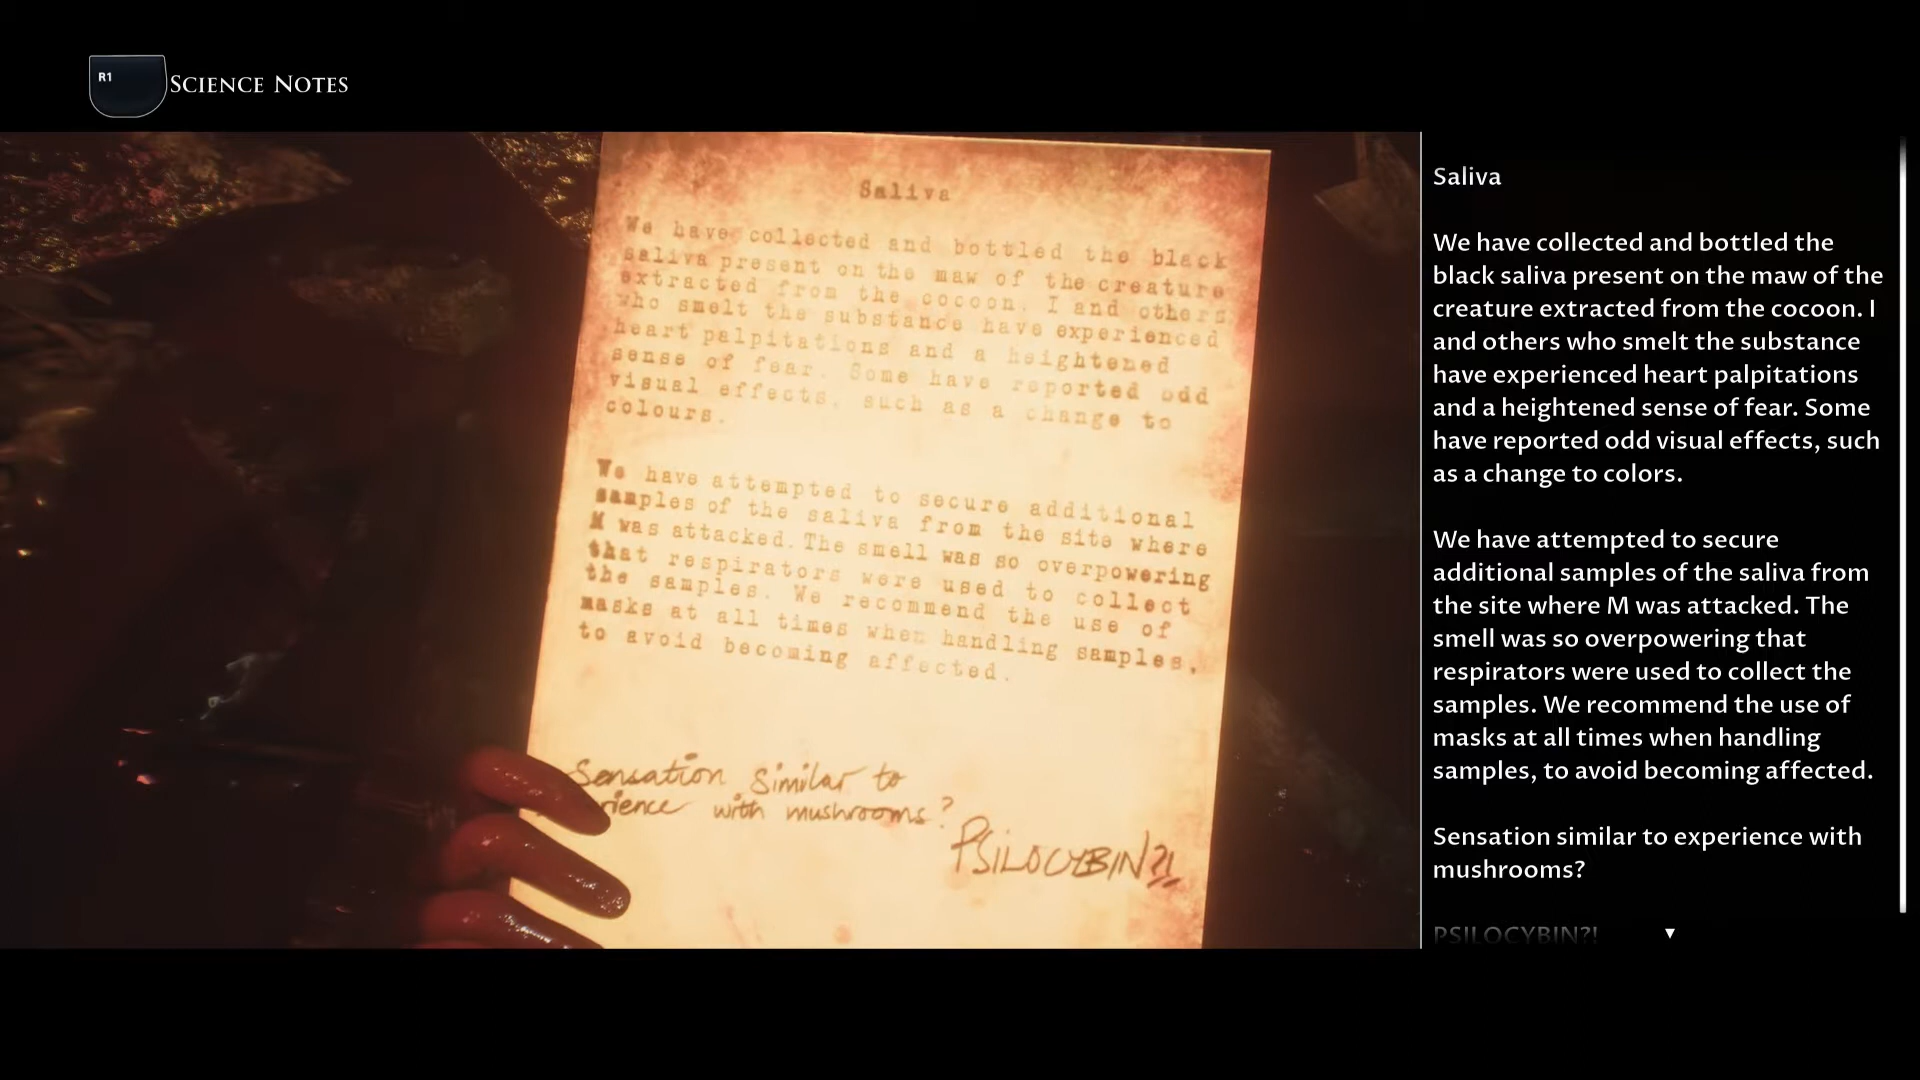 R1
SCIENCE NOTES
Saliva
We have collected and bottled the black
saliva present on the maw of the creature
extracted from the cocoon. I and others
who smelt the substance have experienced
heart palpitations and a heightened
sense of fear. Some have reported odd
visual effects, such as a change to
colours.
We have attempted to secure additional
samples of the saliva from the site where
M was attacked. The smell was so overpowering
that respirators were used to collect
the samples. We recommend the use of
masks at all times when handling samples,
to avoid becoming affected.
Sensation similar to
rience with mushrooms?
PSILOCYBIN?!
Saliva
We have collected and bottled the
black saliva present on the maw of the
creature extracted from the cocoon. I
and others who smelt the substance
have experienced heart palpitations
and a heightened sense of fear. Some
have reported odd visual effects, such
as a change to colors.
We have attempted to secure
additional samples of the saliva from
the site where M was attacked. The
smell was so overpowering that
respirators were used to collect the
samples. We recommend the use of
masks at all times when handling
samples, to avoid becoming affected.
Sensation similar to experience with
mushrooms?
PSILOCYBIN?!